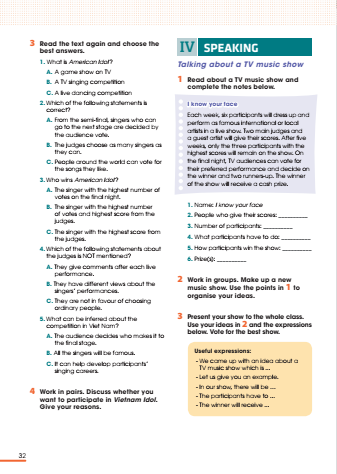 3 Read the text again and choose the
best answers.
1. What is American Idol?
A. A game show on TV
B. A TV singing competition
C. A live dancing competition
2. Which of the following statements is
correct?
A. From the semi-final, singers who can
go to the next stage are decided by
the audience vote.
B. The judges choose as many singers as
they can.
C. People around the world can vote for
the songs they like.
3. Who wins American Idol?
A. The singer with the highest number of
votes on the final night.
B. The singer with the highest number
of votes and highest score from the
judges.
C. The singer with the highest score from
the judges.
4. Which of the following statements about
the judges is NOT mentioned?
A. They give comments after each live
performance.
B. They have different views about the
singers' performances.
C. They are not in favour of choosing
ordinary people.
5. What can be inferred about the
competition in Viet Nam?
A. The audience decides who makes it to
the final stage.
B. All the singers will be famous.
C. It can help develop participants'
singing careers.
4 Work in pairs. Discuss whether you
want to participate in Vietnam Idol.
Give your reasons.
32
IV SPEAKING
Talking about a TV music show
1 Read about a TV music show and
complete the notes below.
I know your face
Each week, six participants will dress up and
perform as famous international or local
artists in a live show. Two main judges and
a guest artist will give their scores. After five
weeks, only the three participants with the
highest scores will remain on the show. On
the final night, TV audiences can vote for
their preferred performance and decide on
the winner and two runners-up. The winner
of the show will receive a cash prize.
1. Name: I know your face
2. People who give their scores: ________
3. Number of participants: ________
4. What participants have to do: ________
5. How participants win the show: ________
6. Prize(s): ________
2 Work in groups. Make up a new
music show. Use the points in 1 to
organise your ideas.
3 Present your show to the whole class.
Use your ideas in 2 and the expressions
below. Vote for the best show.
Useful expressions:
- We came up with an idea about a
TV music show which is ...
- Let us give you an example.
- In our show, there will be ...
- The participants have to ...
- The winner will receive ...